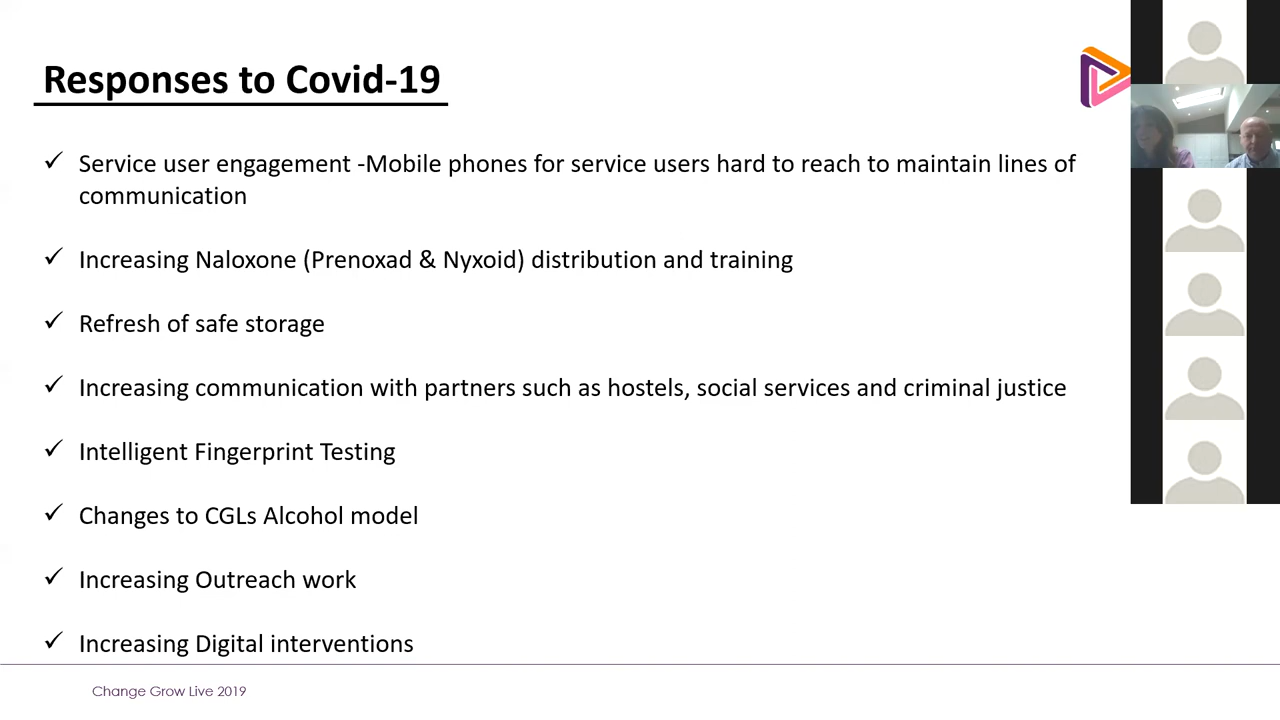 Responses to Covid-19
✓ Service user engagement -Mobile phones for service users hard to reach to maintain lines of
communication
✓ Increasing Naloxone (Prenoxad & Nyxoid) distribution and training
✓ Refresh of safe storage
✓ Increasing communication with partners such as hostels, social services and criminal justice
✓ Intelligent Fingerprint Testing
✓ Changes to CGLs Alcohol model
✓ Increasing Outreach work
✓ Increasing Digital interventions
Change Grow Live 2019